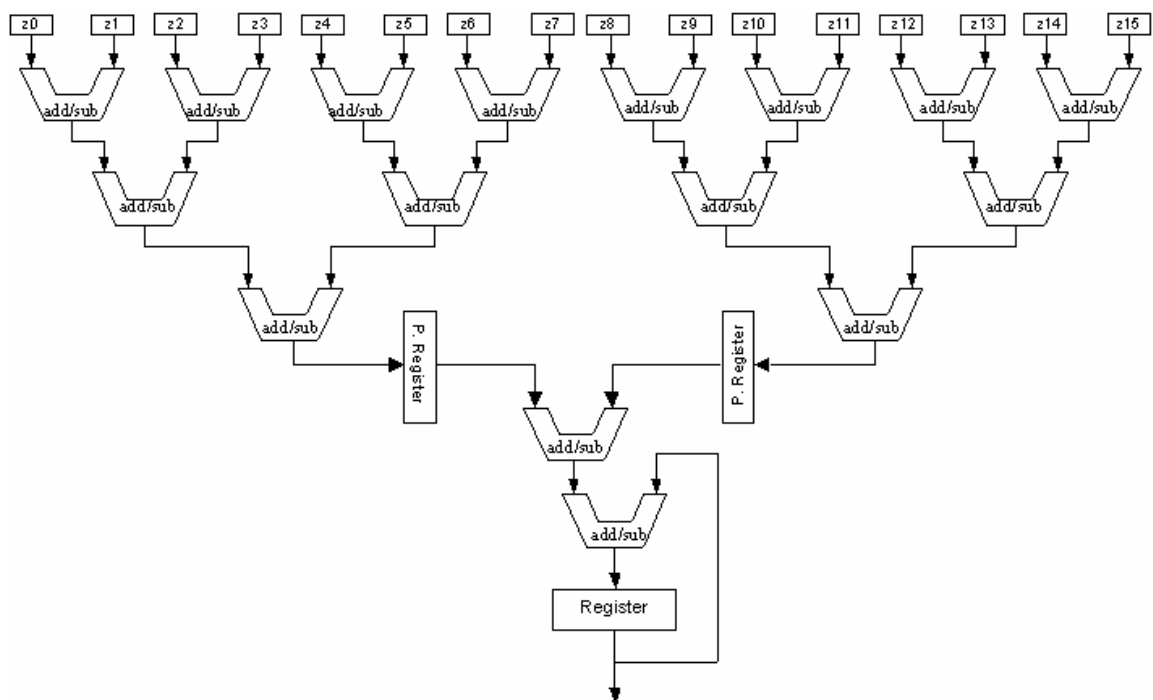 z0 z1 z2 z3 z4 z5 z6 z7 z8 z9 z10 z11 z12 z13 z14 z15
add/sub add/sub add/sub add/sub add/sub add/sub add/sub add/sub
add/sub add/sub add/sub add/sub
add/sub add/sub
P. Register P. Register
add/sub
add/sub
Register